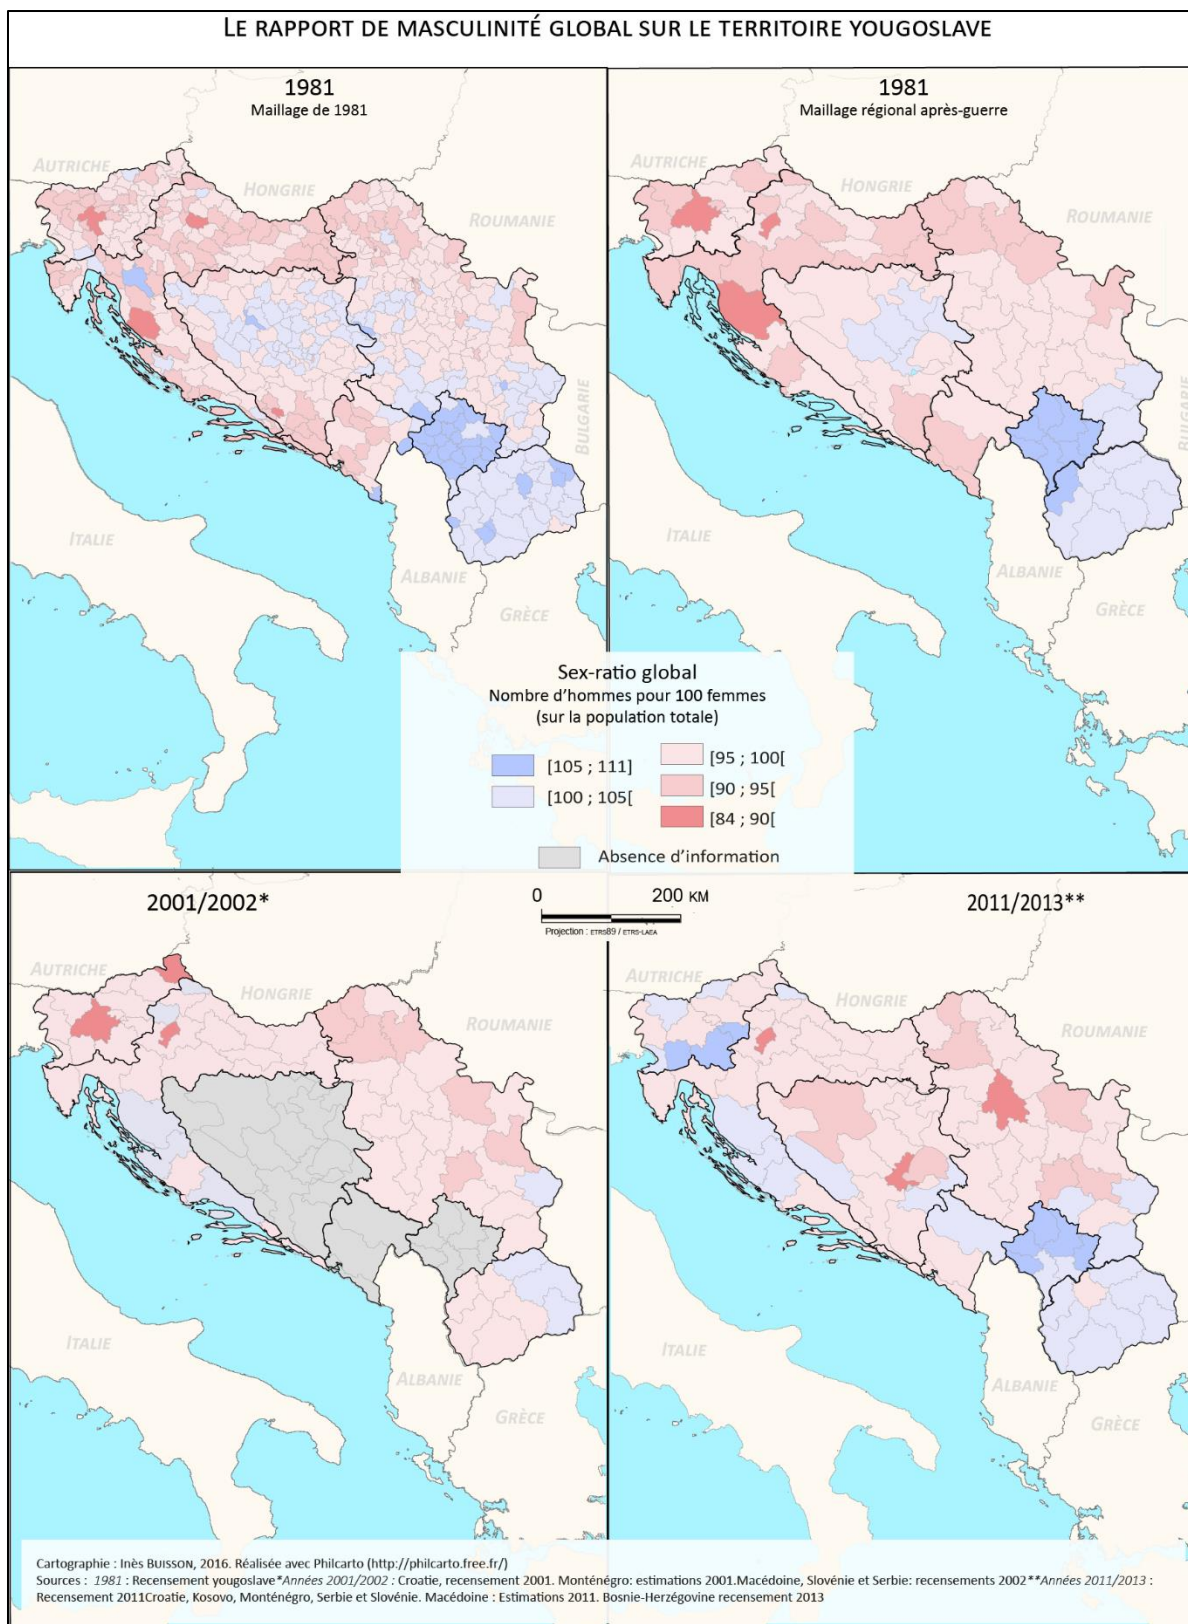 LE RAPPORT DE MASCULINITÉ GLOBAL SUR LE TERRITOIRE YOUGOSLAVE
1981
Maillage de 1981
AUTRICHE
HONGRIE
ROUMANIE
BULGARIE
ITALIE
ALBANIE
GRÈCE
1981
Maillage régional après-guerre
AUTRICHE
HONGRIE
ROUMANIE
BULGARIE
ITALIE
ALBANIE
GRÈCE
Sex-ratio global
Nombre d'hommes pour 100 femmes
(sur la population totale)
[105 ; 111]
[100 ; 105[
[95 ; 100[
[90 ; 95[
[84 ; 90[
Absence d'information
0 200 KM
Projection : ETRS89 / ETRS-LAEA
2001/2002*
AUTRICHE
HONGRIE
ROUMANIE
ITALIE
ALBANIE
GRÈCE
2011/2013**
AUTRICHE
HONGRIE
ROUMANIE
ITALIE
ALBANIE
GRÈCE
Cartographie : Inès BUISSON, 2016. Réalisée avec Philcarto (http://philcarto.free.fr/)
Sources : 1981 : Recensement yougoslave*Années 2001/2002 : Croatie, recensement 2001. Monténégro: estimations 2001.Macédoine, Slovénie et Serbie: recensements 2002**Années 2011/2013 :
Recensement 2011Croatie, Kosovo, Monténégro, Serbie et Slovénie. Macédoine : Estimations 2011. Bosnie-Herzégovine recensement 2013